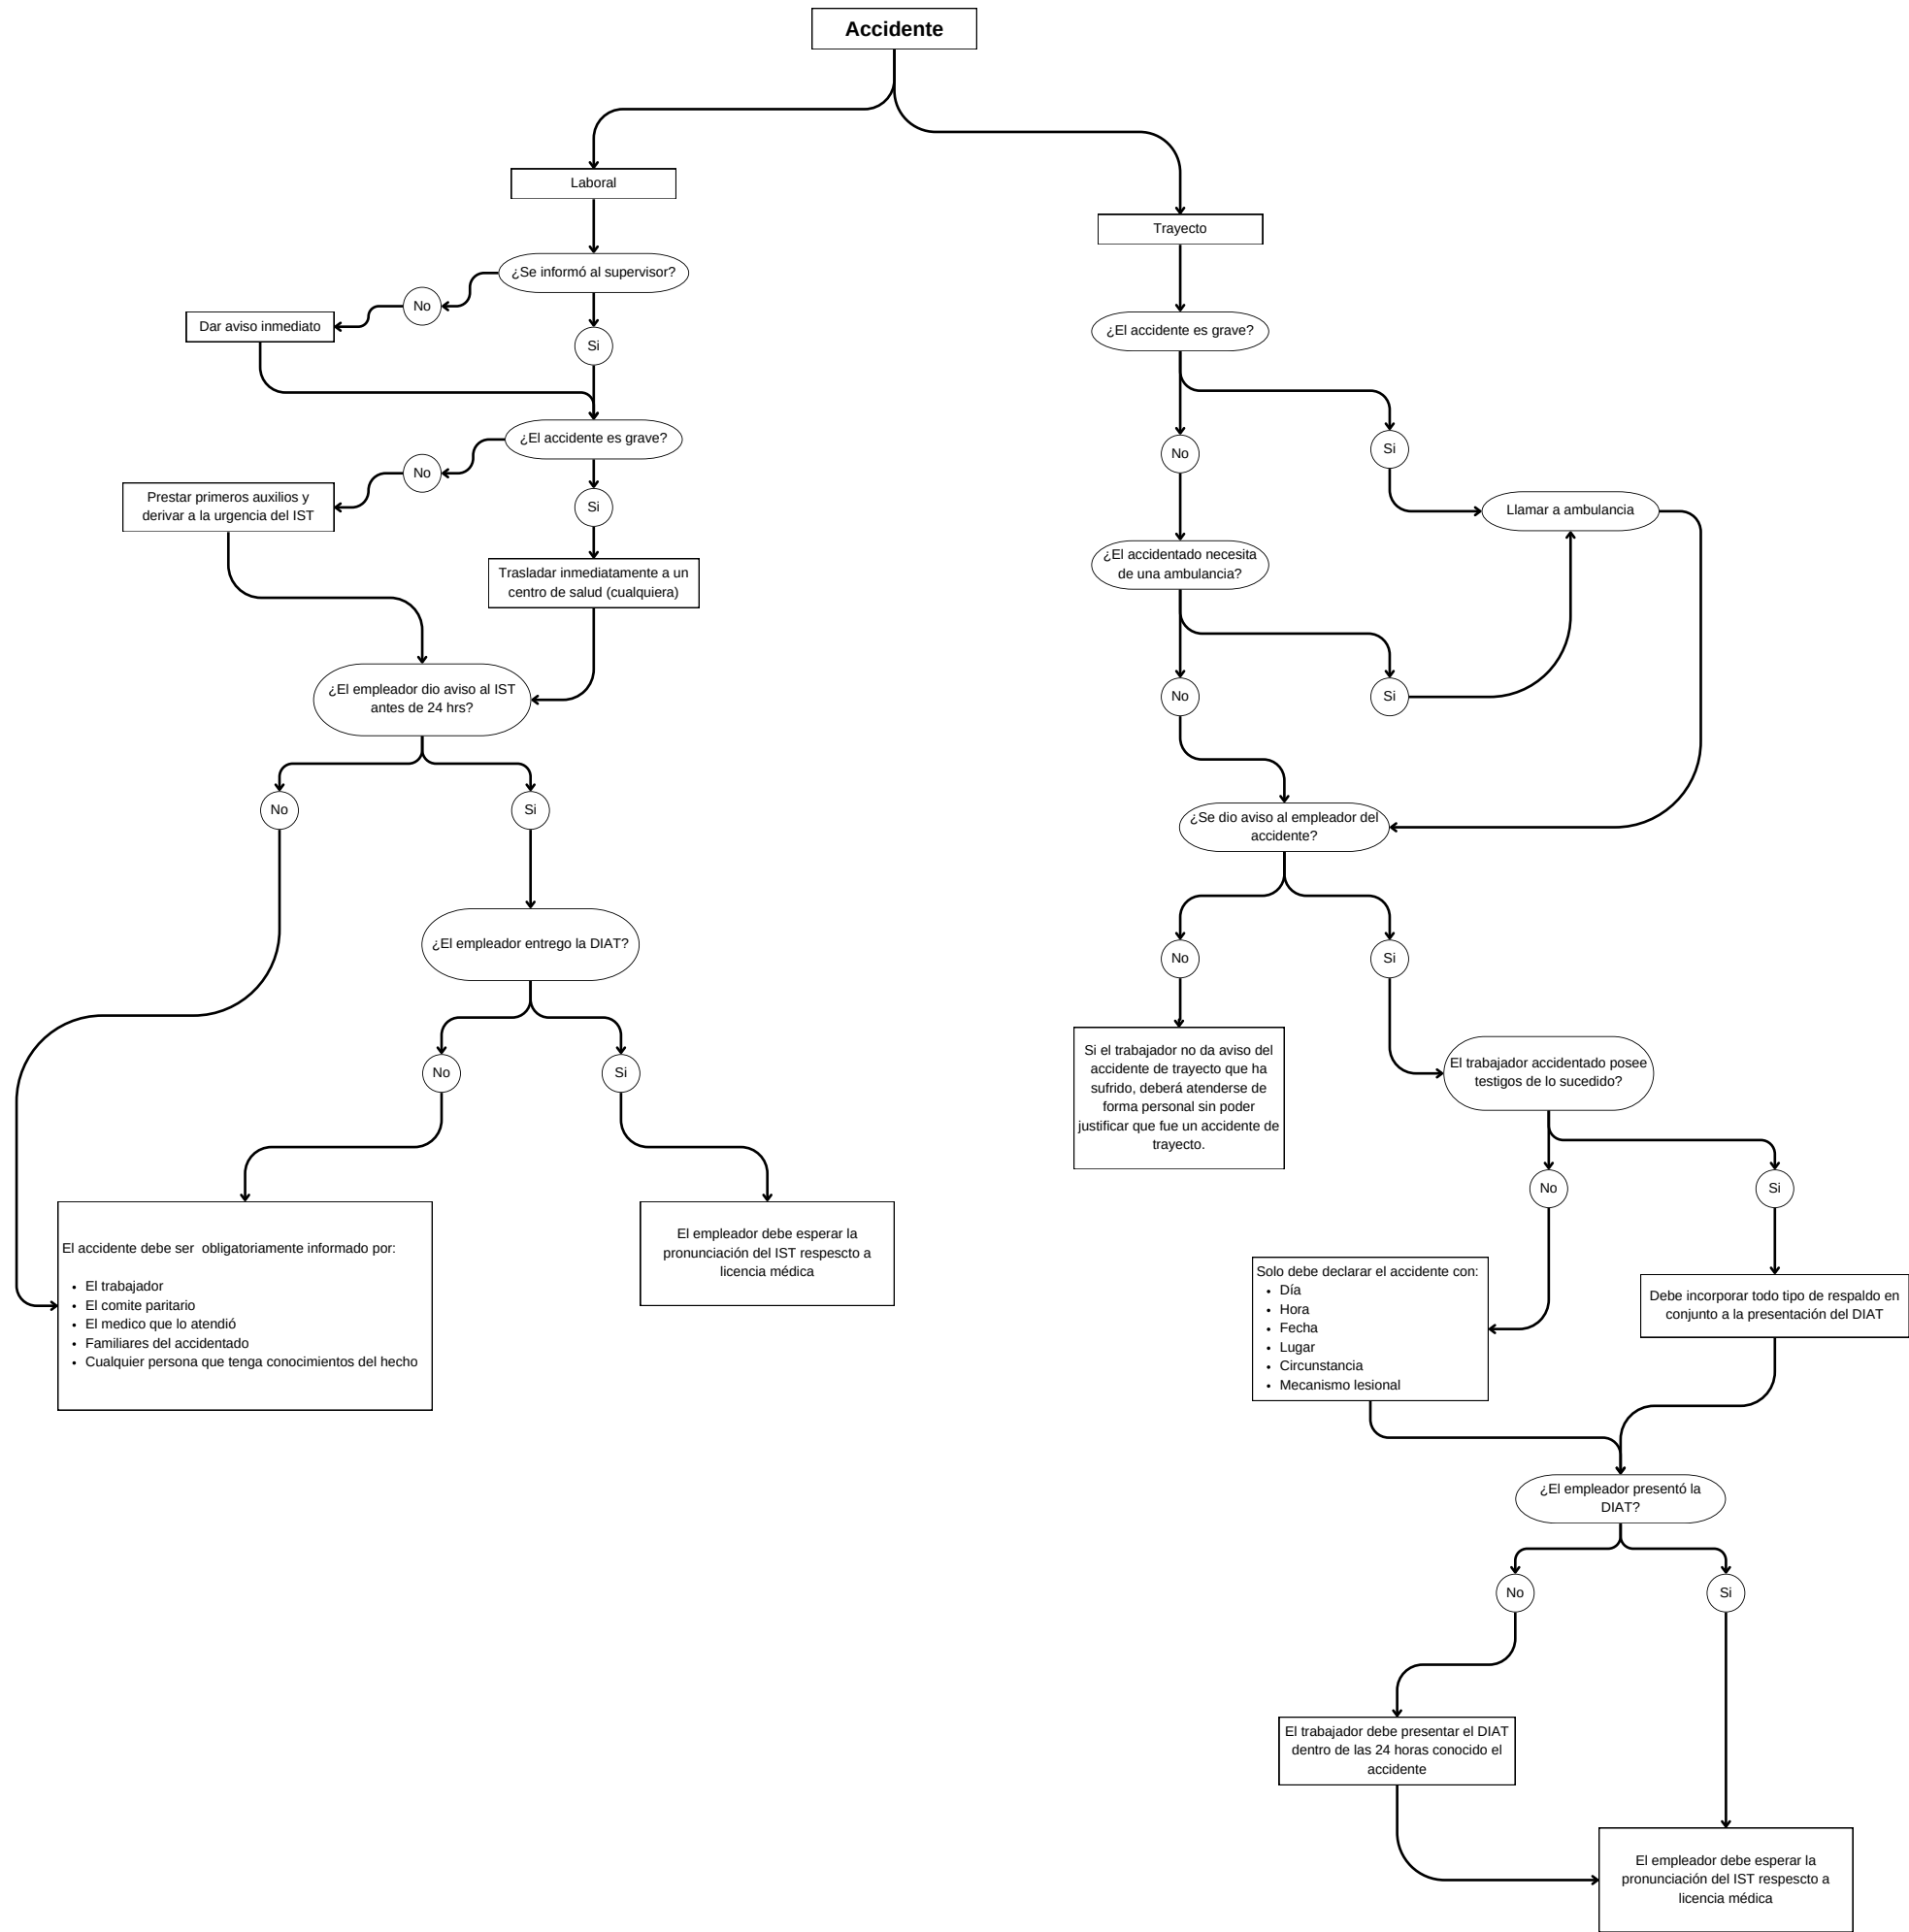 Accidente
Laboral
Trayecto
¿Se informó al supervisor?
No
Dar aviso inmediato
Si
¿El accidente es grave?
No
Si
Prestar primeros auxilios y
derivar a la urgencia del IST
Trasladar inmediatamente a un
centro de salud (cualquiera)
¿El empleador dio aviso al IST
antes de 24 hrs?
No
Si
¿El empleador entrego la DIAT?
No
Si
El accidente debe ser  obligatoriamente informado por:
• El trabajador
• El comite paritario
• El medico que lo atendió
• Familiares del accidentado
• Cualquier persona que tenga conocimientos del hecho
El empleador debe esperar la
pronunciación del IST respescto a
licencia médica
¿El accidente es grave?
No
Si
Llamar a ambulancia
¿El accidentado necesita
de una ambulancia?
No
Si
¿Se dio aviso al empleador del
accidente?
No
Si
Si el trabajador no da aviso del
accidente de trayecto que ha
sufrido, deberá atenderse de
forma personal sin poder
justificar que fue un accidente de
trayecto.
El trabajador accidentado posee
testigos de lo sucedido?
No
Si
Solo debe declarar el accidente con:
• Día
• Hora
• Fecha
• Lugar
• Circunstancia
• Mecanismo lesional
Debe incorporar todo tipo de respaldo en
conjunto a la presentación del DIAT
¿El empleador presentó la
DIAT?
No
Si
El trabajador debe presentar el DIAT
dentro de las 24 horas conocido el
accidente
El empleador debe esperar la
pronunciación del IST respescto a
licencia médica